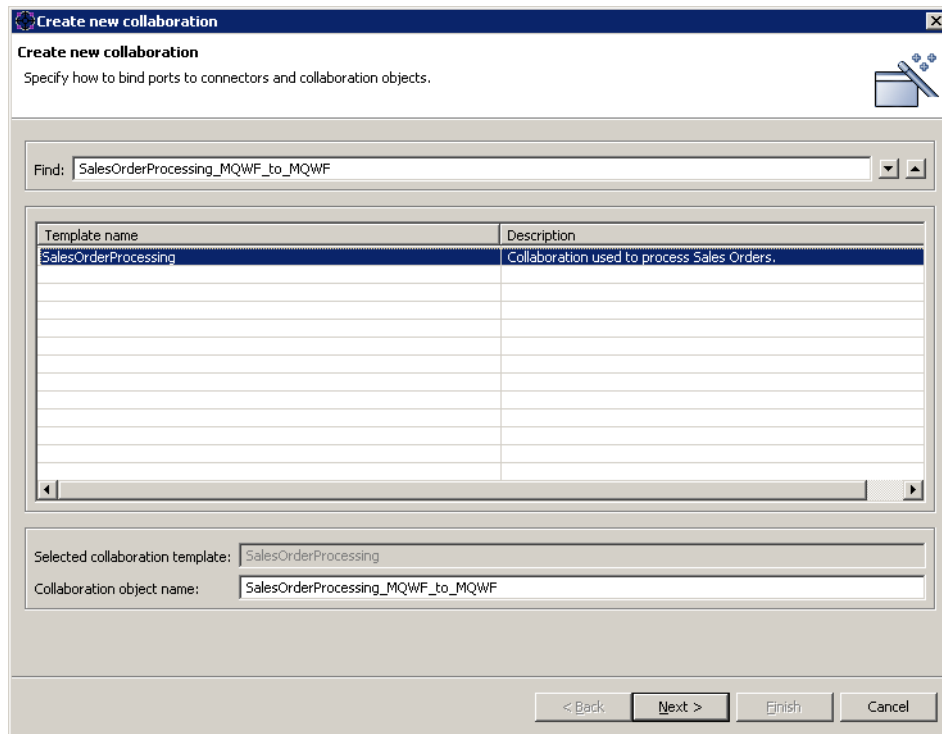 Create new collaboration
Create new collaboration
Specify how to bind ports to connectors and collaboration objects.
Find: SalesOrderProcessing_MQWF_to_MQWF
Template name Description
SalesOrderProcessing Collaboration used to process Sales Orders.
Selected collaboration template: SalesOrderProcessing
Collaboration object name: SalesOrderProcessing_MQWF_to_MQWF
< Back Next > Finish Cancel